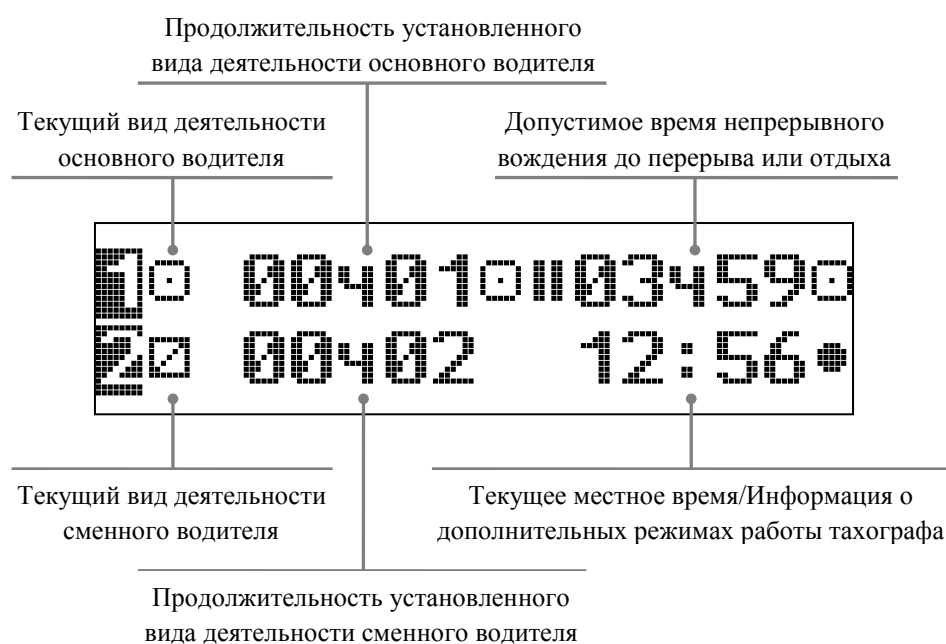 Продолжительность установленного
вида деятельности основного водителя
Текущий вид деятельности
основного водителя
Допустимое время непрерывного
вождения до перерыва или отдыха
1 00ч01 03ч59
2 00ч02 12:56
Текущий вид деятельности
сменного водителя
Текущее местное время/Информация о
дополнительных режимах работы тахографа
Продолжительность установленного
вида деятельности сменного водителя